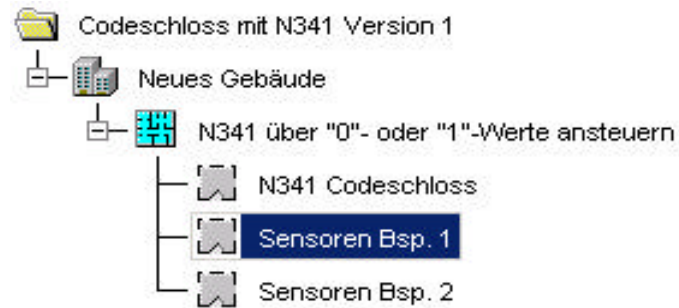 Codeschloss mit N341 Version 1
Neues Gebäude
N341 über "0"- oder "1"-Werte ansteuern
N341 Codeschloss
Sensoren Bsp. 1
Sensoren Bsp. 2